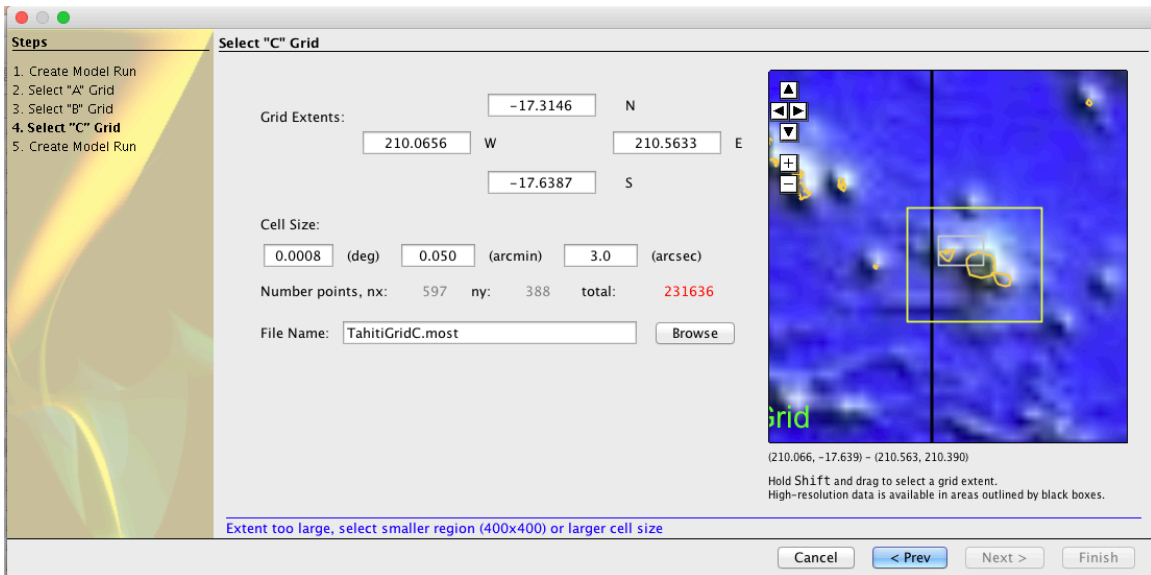 Steps
1. Create Model Run
2. Select "A" Grid
3. Select "B" Grid
4. Select "C" Grid
5. Create Model Run
Select "C" Grid
Grid Extents:
-17.3146 N
210.0656 W 210.5633 E
-17.6387 S
Cell Size:
0.0008 (deg) 0.050 (arcmin) 3.0 (arcsec)
Number points, nx: 597 ny: 388 total: 231636
File Name: TahitiGridC.most Browse
Grid
(210.066, -17.639) - (210.563, 210.390)
Hold Shift and drag to select a grid extent.
High-resolution data is available in areas outlined by black boxes.
Extent too large, select smaller region (400x400) or larger cell size
Cancel < Prev Next > Finish